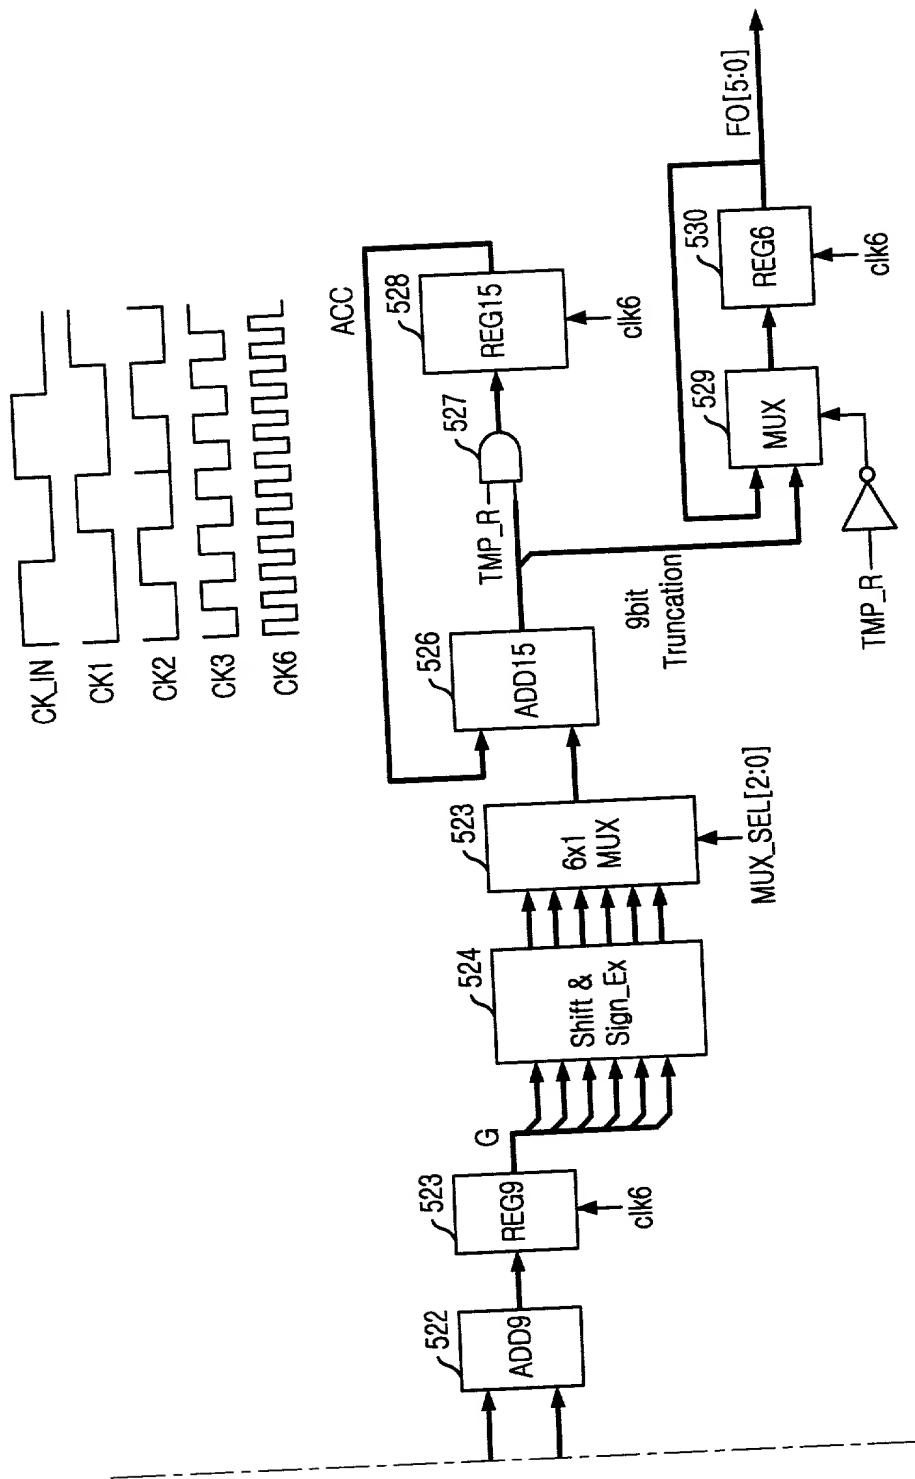 CK_IN
CK1
CK2
CK3
CK6
522
ADD9
523
REG9
clk6
G
524
Shift &
Sign_Ex
523
6x1
MUX
MUX_SEL[2:0]
526
ADD15
ACC
TMP_R
527
528
REG15
clk6
9bit
Truncation
TMP_R
529
MUX
530
REG6
clk6
FO[5:0]